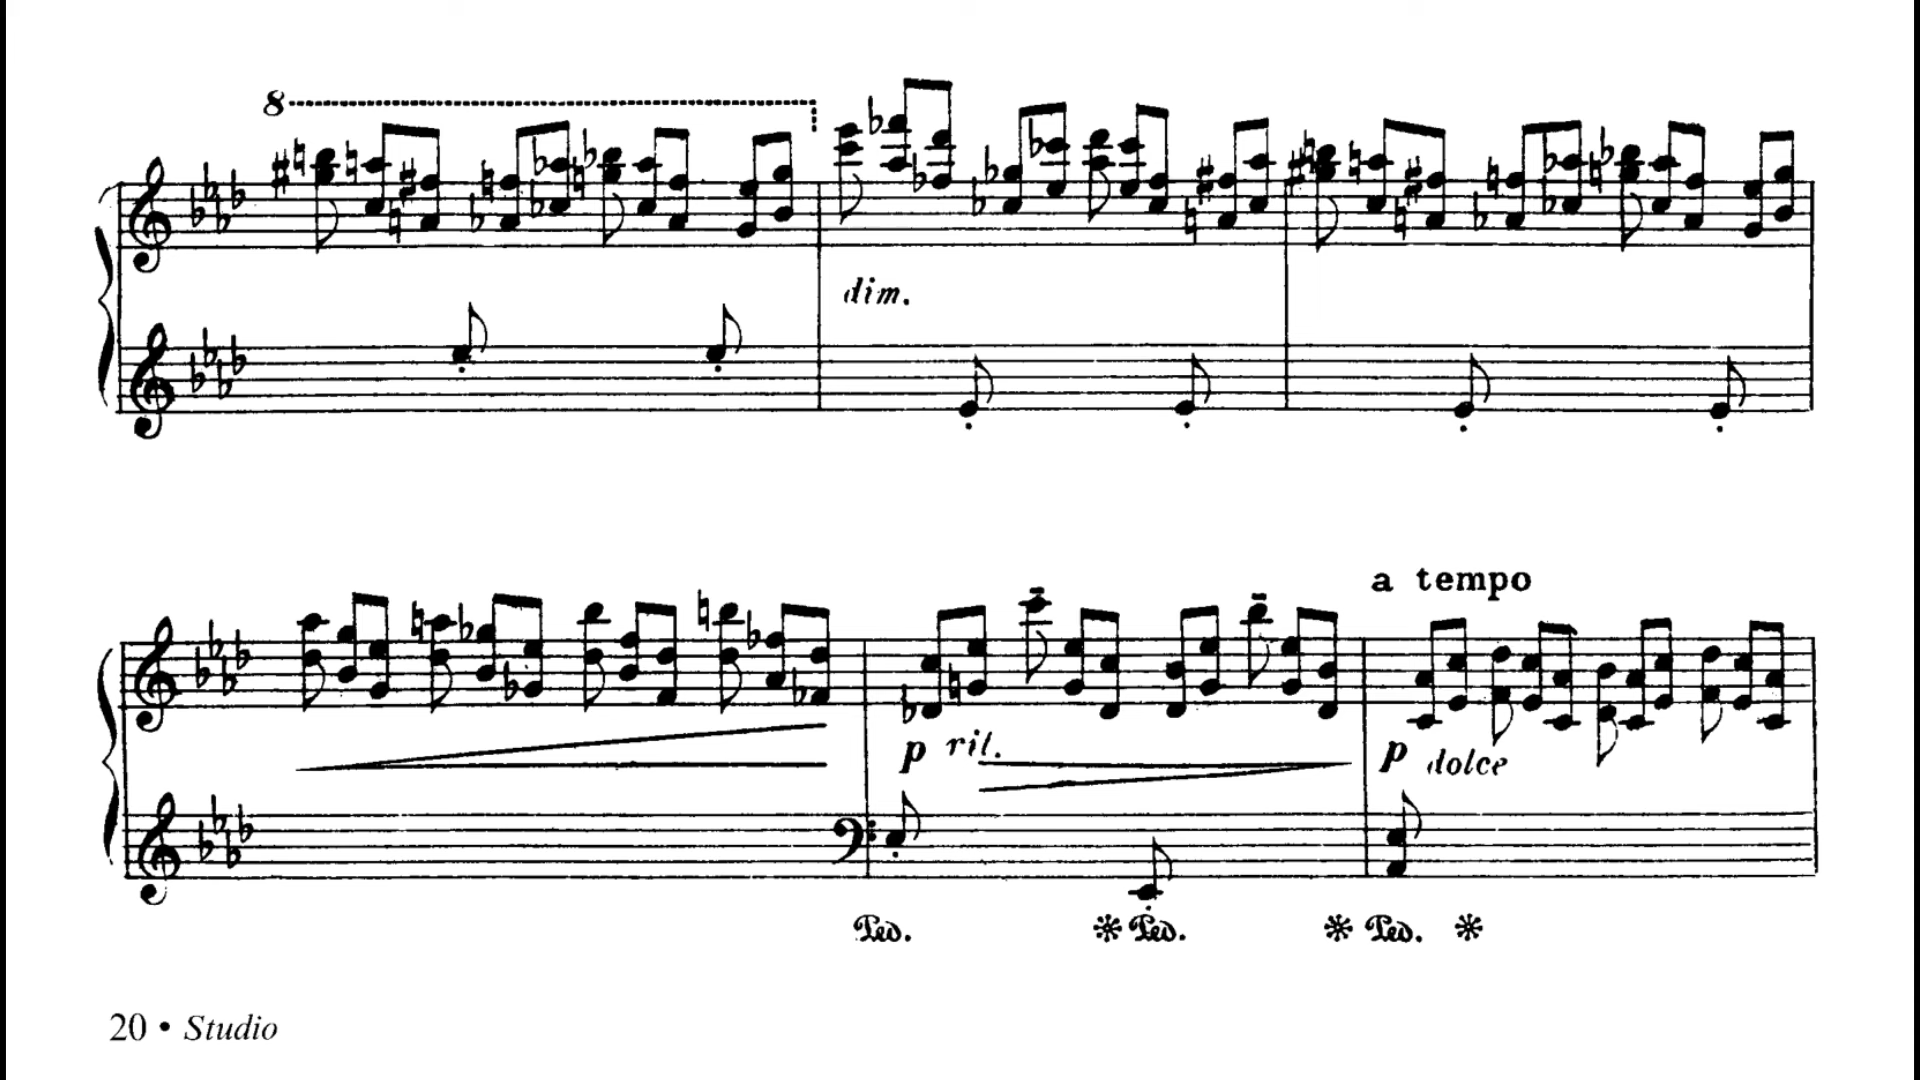 8
dim.
a tempo
p rit.
p dolce
Ped. * Ped. * Ped. *
20 • Studio